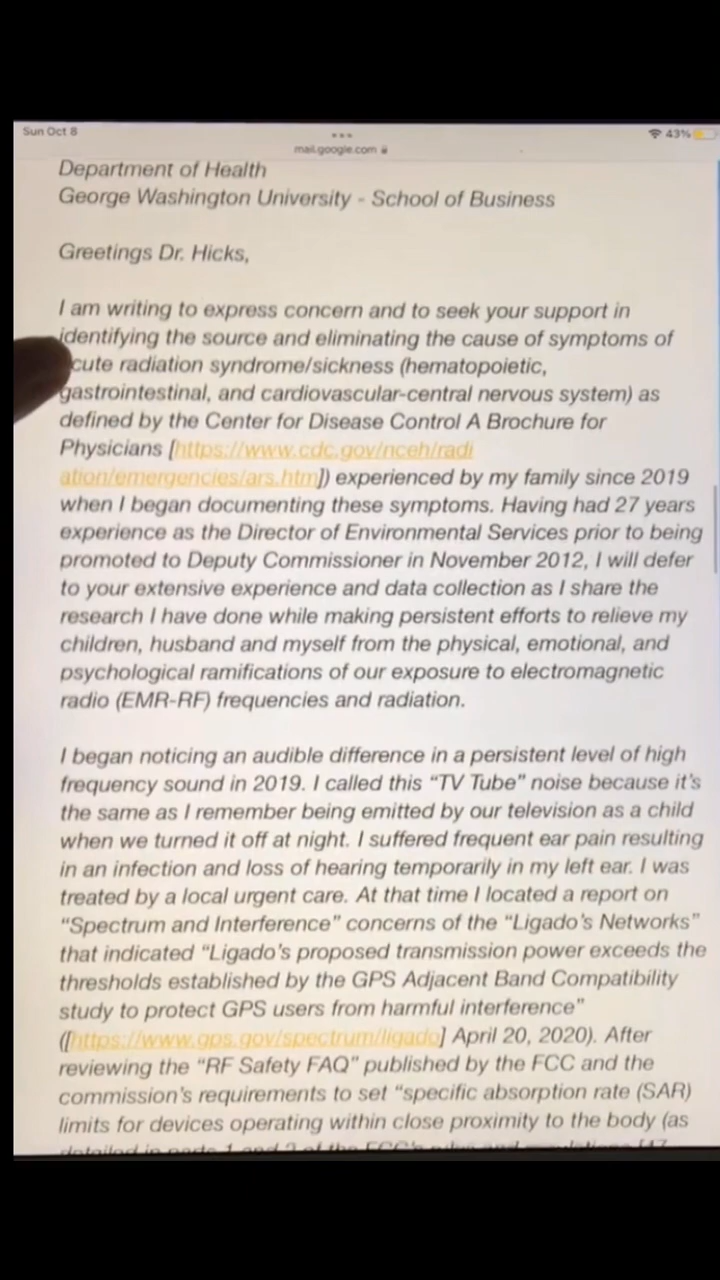 Sun Oct 8
43%
mail.google.com
Department of Health
George Washington University - School of Business
Greetings Dr. Hicks,
I am writing to express concern and to seek your support in
identifying the source and eliminating the cause of symptoms of
cute radiation syndrome/sickness (hematopoietic,
gastrointestinal, and cardiovascular-central nervous system) as
defined by the Center for Disease Control A Brochure for
Physicians [https://www.cdc.gov/nceh/radi
ation/emergencies/ars.htm]) experienced by my family since 2019
when I began documenting these symptoms. Having had 27 years
experience as the Director of Environmental Services prior to being
promoted to Deputy Commissioner in November 2012, I will defer
to your extensive experience and data collection as I share the
research I have done while making persistent efforts to relieve my
children, husband and myself from the physical, emotional, and
psychological ramifications of our exposure to electromagnetic
radio (EMR-RF) frequencies and radiation.
I began noticing an audible difference in a persistent level of high
frequency sound in 2019. I called this “TV Tube” noise because it's
the same as I remember being emitted by our television as a child
when we turned it off at night. I suffered frequent ear pain resulting
in an infection and loss of hearing temporarily in my left ear. I was
treated by a local urgent care. At that time I located a report on
“Spectrum and Interference” concerns of the “Ligado's Networks”
that indicated “Ligado's proposed transmission power exceeds the
thresholds established by the GPS Adjacent Band Compatibility
study to protect GPS users from harmful interference”
([https://www.gps.gov/spectrum/ligado] April 20, 2020). After
reviewing the “RF Safety FAQ” published by the FCC and the
commission's requirements to set “specific absorption rate (SAR)
limits for devices operating within close proximity to the body (as